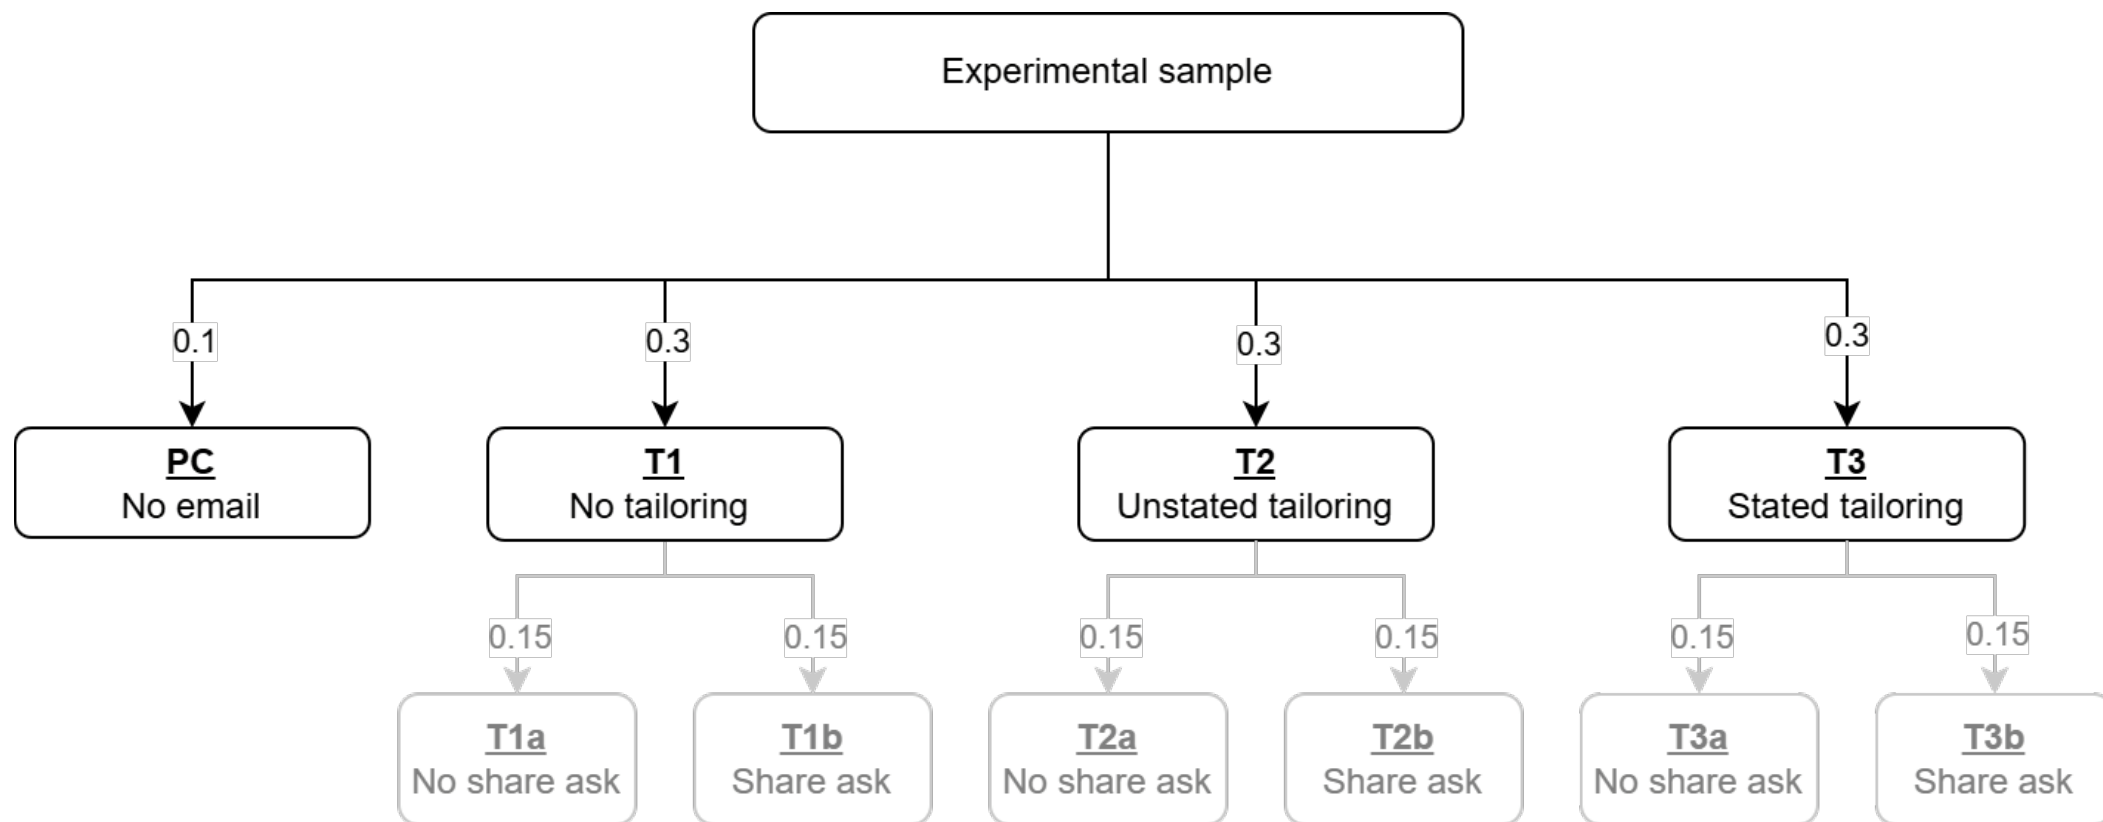 Experimental sample
0.1
0.3
0.3
0.3
PC
No email
T1
No tailoring
T2
Unstated tailoring
T3
Stated tailoring
0.15
0.15
0.15
0.15
0.15
0.15
T1a
No share ask
T1b
Share ask
T2a
No share ask
T2b
Share ask
T3a
No share ask
T3b
Share ask